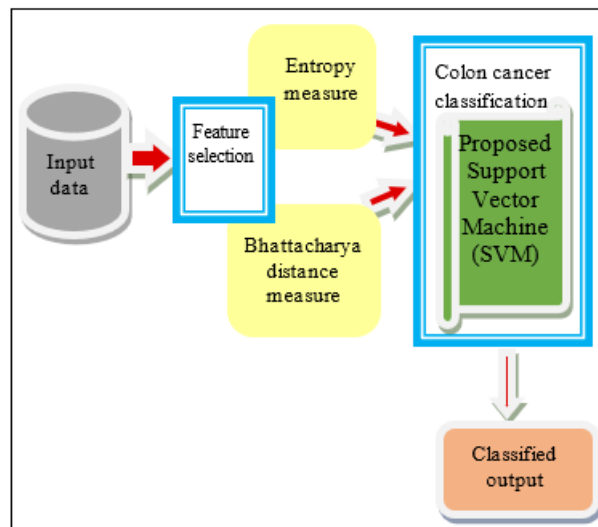 Input
data
Feature
selection
Entropy
measure
Bhattacharya
distance
measure
Colon cancer
classification ..
Proposed
Support
Vector
Machine
(SVM)
Classified
output